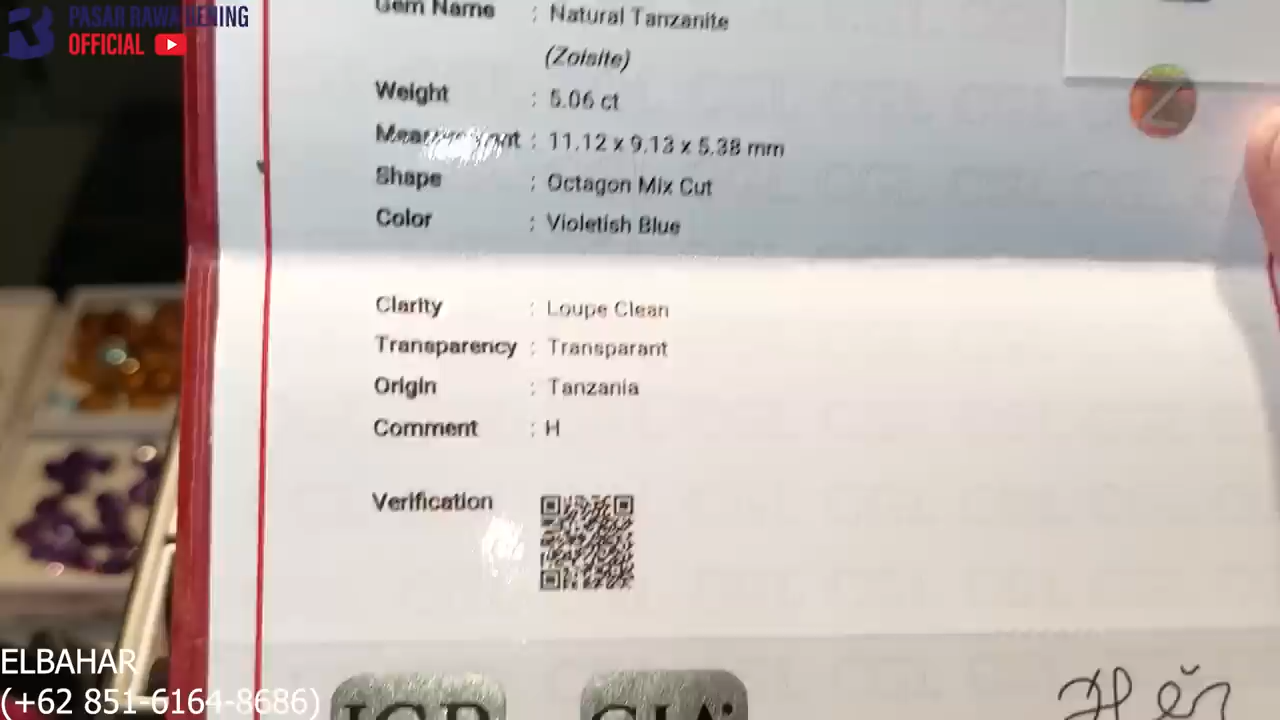 PASAR RAWA BENING
OFFICIAL
Gem Name : Natural Tanzanite
(Zoisite)
Weight : 5.06 ct
Measurement : 11.12 x 9.13 x 5.38 mm
Shape : Octagon Mix Cut
Color : Violetish Blue
Clarity : Loupe Clean
Transparency : Transparant
Origin : Tanzania
Comment : H
Verification
ELBAHAR
(+62 851-6164-8686)